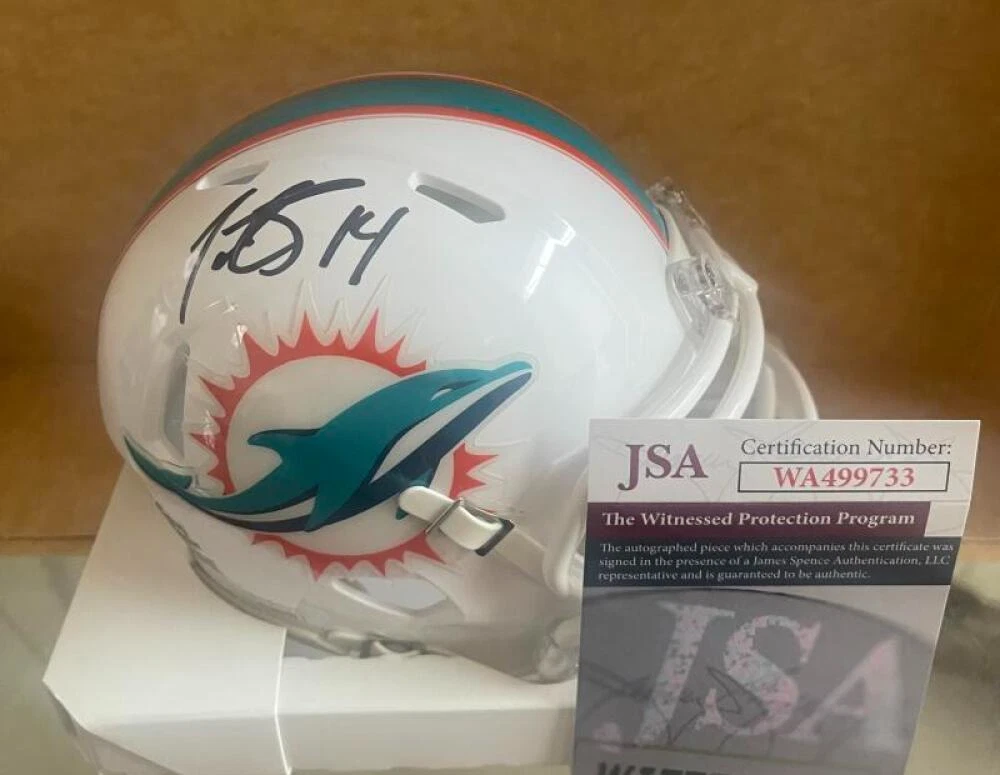 14
JSA
Certification Number:
WA499733
The Witnessed Protection Program
The autographed piece which accompanies this certificate was
signed in the presence of a James Spence Authentication, LLC
representative and is guaranteed to be authentic.
JSA